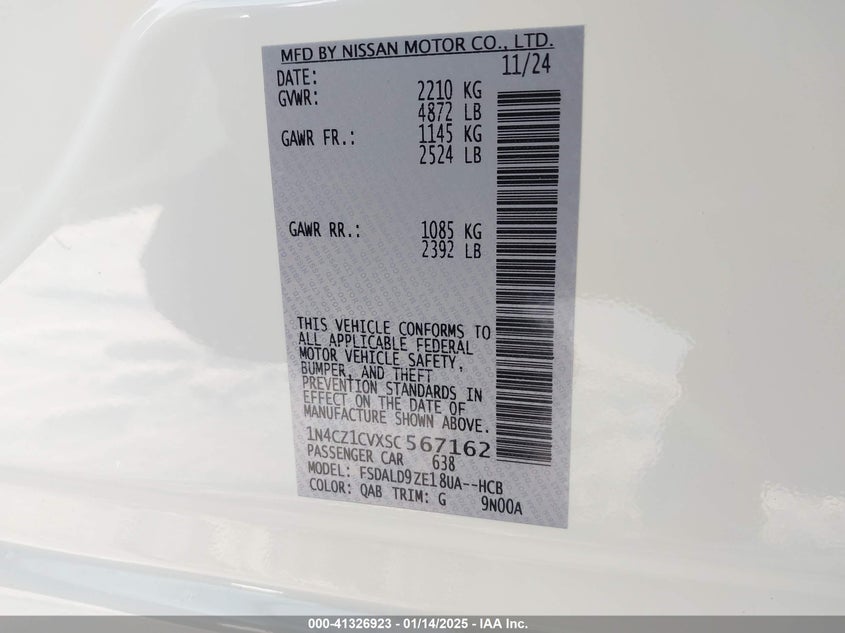 MFD BY NISSAN MOTOR CO., LTD.
DATE: 11/24
GVWR: 2210 KG
4872 LB
GAWR FR.: 1145 KG
2524 LB
GAWR RR.: 1085 KG
2392 LB
THIS VEHICLE CONFORMS TO
ALL APPLICABLE FEDERAL
MOTOR VEHICLE SAFETY,
BUMPER, AND THEFT
PREVENTION STANDARDS IN
EFFECT ON THE DATE OF
MANUFACTURE SHOWN ABOVE.
1N4CZ1CVXSC567162
PASSENGER CAR 638
MODEL: FSDALD9ZE18UA--HCB
COLOR: QAB TRIM: G 9N00A
000-41326923 - 01/14/2025 - IAA Inc.